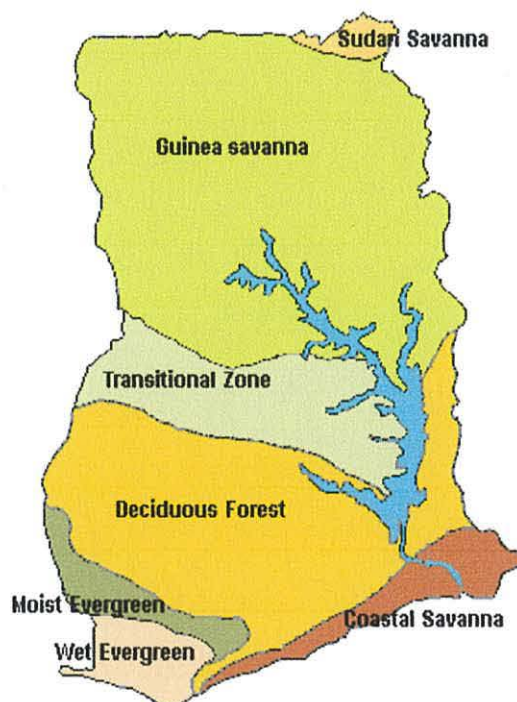 Sudan Savanna
Guinea savanna
Transitional Zone
Deciduous Forest
Moist Evergreen
Coastal Savanna
Wet Evergreen